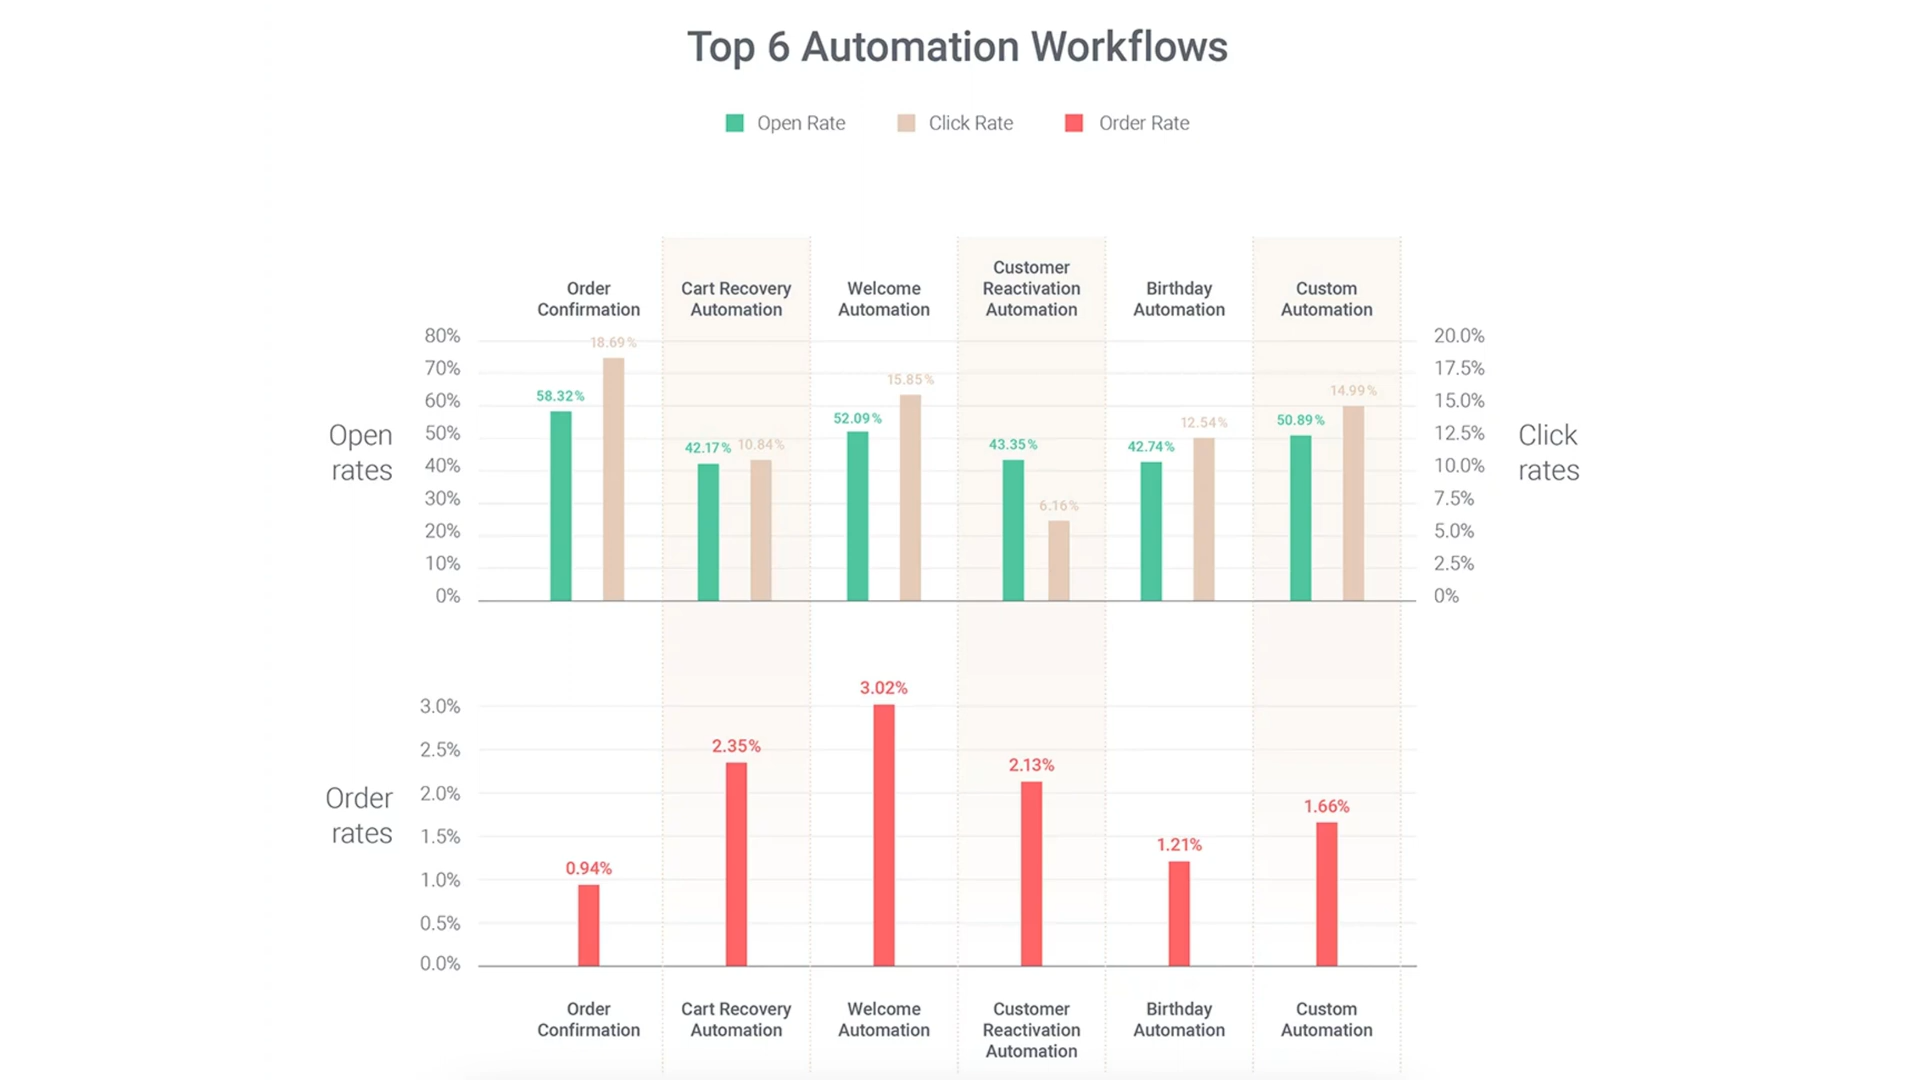 Top 6 Automation Workflows
Open Rate
Click Rate
Order Rate
Order
Confirmation
Cart Recovery
Automation
Welcome
Automation
Customer
Reactivation
Automation
Birthday
Automation
Custom
Automation
Open
rates
80%
70%
60%
50%
40%
30%
20%
10%
0%
58.32%
18.69%
42.17%
10.84%
52.09%
15.85%
43.35%
6.16%
42.74%
12.54%
50.89%
14.99%
20.0%
17.5%
15.0%
12.5%
10.0%
7.5%
5.0%
2.5%
0%
Click
rates
Order
rates
3.0%
2.5%
2.0%
1.5%
1.0%
0.5%
0.0%
0.94%
2.35%
3.02%
2.13%
1.21%
1.66%
Order
Confirmation
Cart Recovery
Automation
Welcome
Automation
Customer
Reactivation
Automation
Birthday
Automation
Custom
Automation